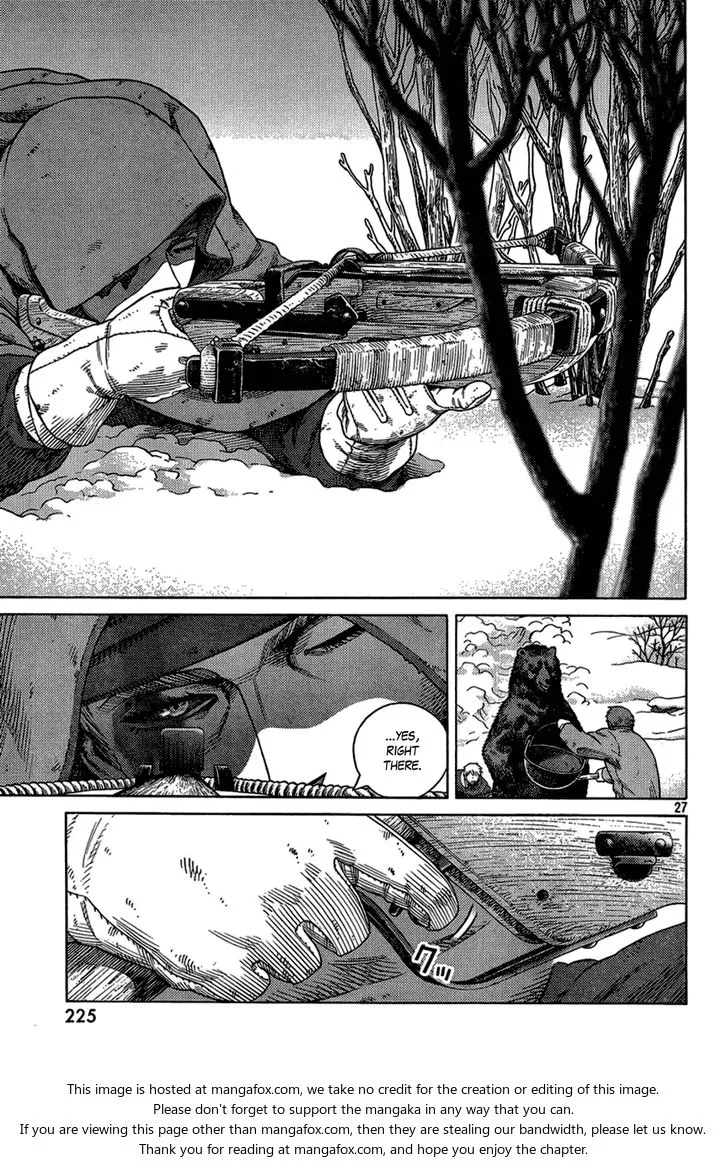 ...YES,
RIGHT
THERE.
27
クッ
225
This image is hosted at mangafox.com, we take no credit for the creation or editing of this image.
Please don't forget to support the mangaka in any way that you can.
If you are viewing this page other than mangafox.com, then they are stealing our bandwidth, please let us know.
Thank you for reading at mangafox.com, and hope you enjoy the chapter.